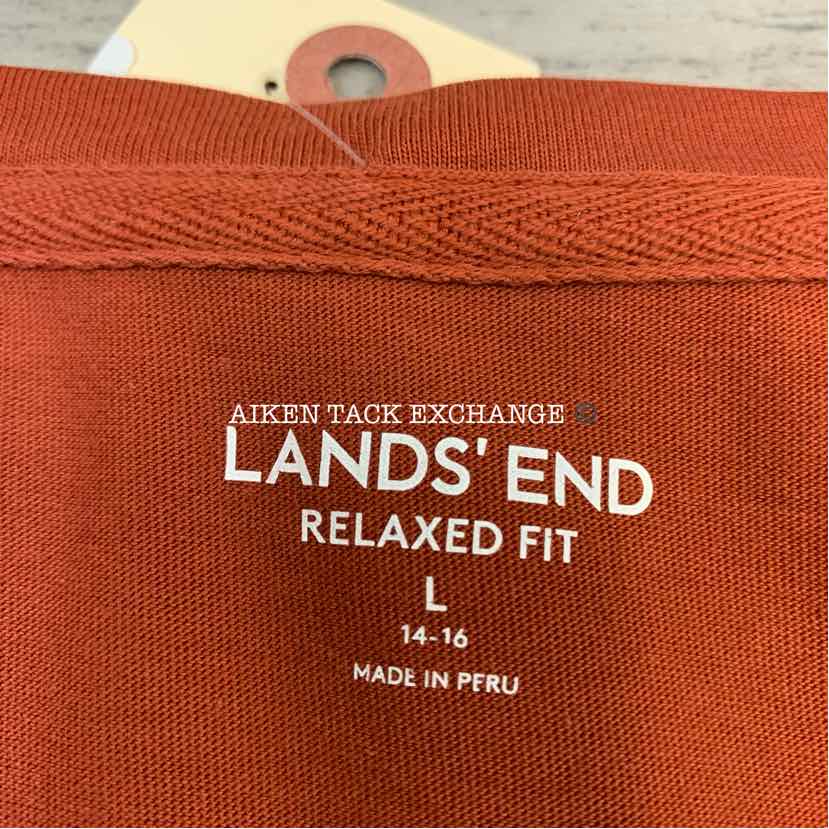 AIKEN TACK EXCHANGE
LANDS' END
RELAXED FIT
L
14-16
MADE IN PERU